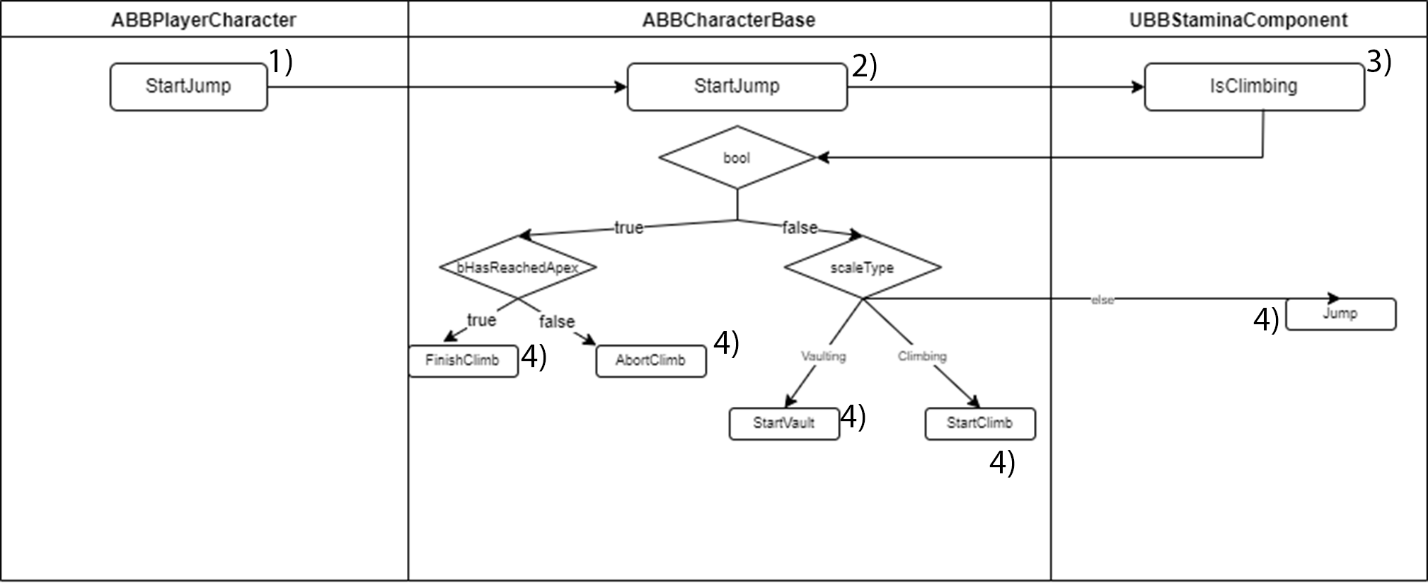 ABBPlayerCharacter
ABBCharacterBase
UBBStaminaComponent
StartJump
1)
StartJump
2)
IsClimbing
3)
bool
true
false
bHasReachedApex
scaleType
else
Jump
4)
true
false
FinishClimb
4)
AbortClimb
4)
Vaulting
Climbing
StartVault
4)
StartClimb
4)